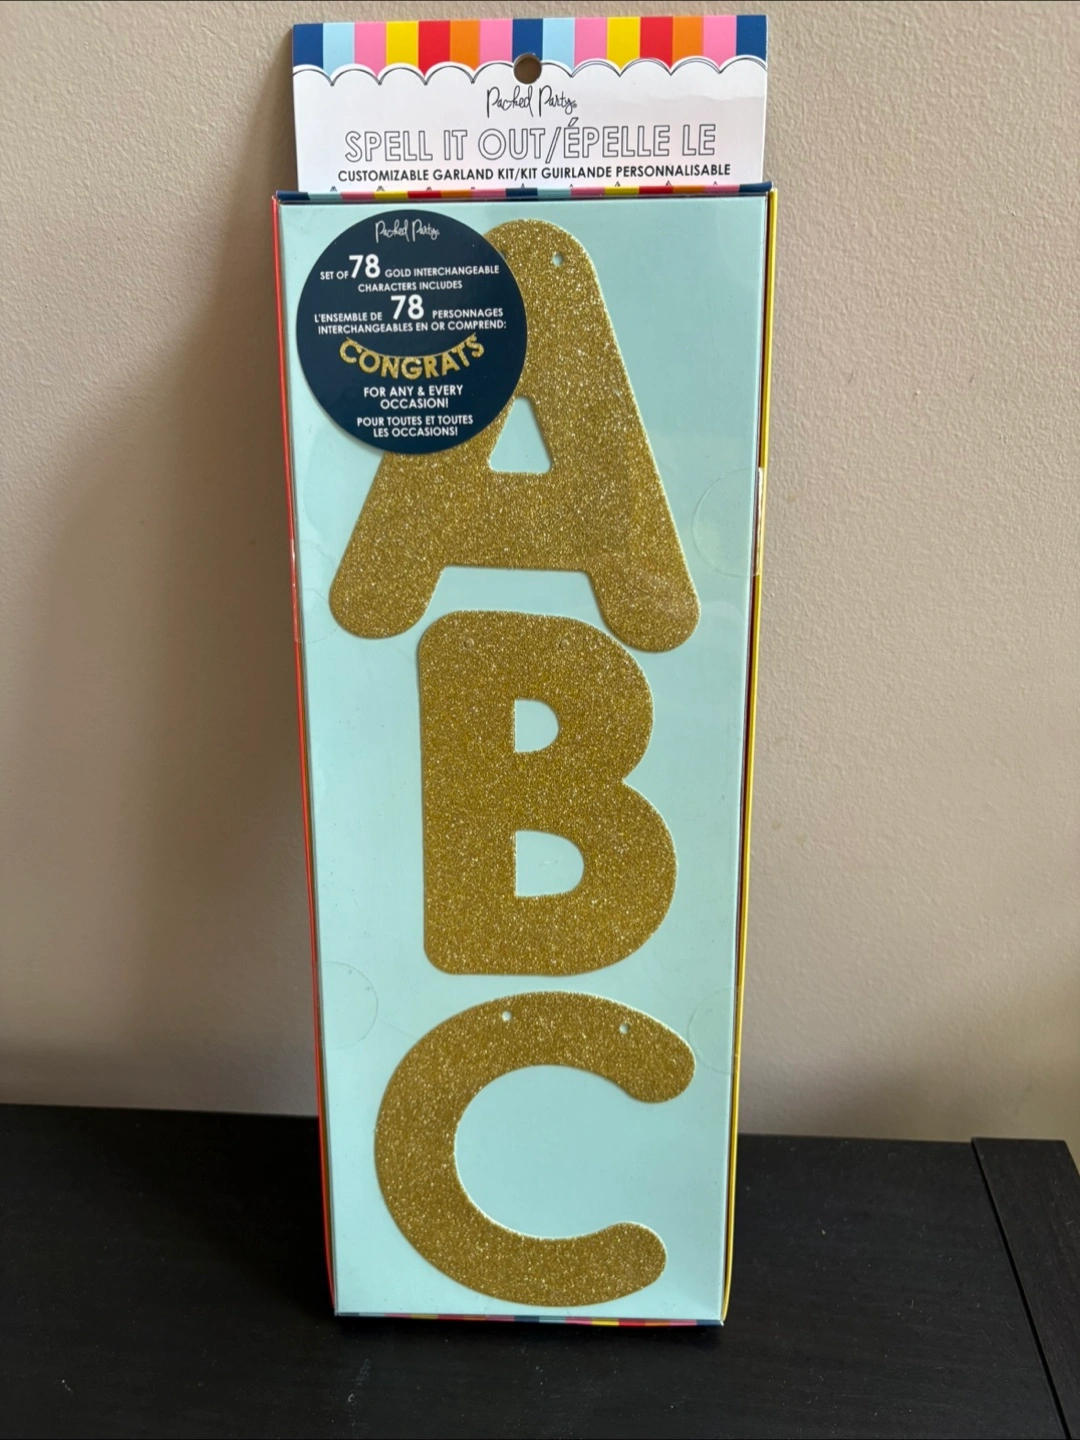 Packed Party®
SPELL IT OUT/ÉPELLE LE
CUSTOMIZABLE GARLAND KIT/KIT GUIRLANDE PERSONNALISABLE
Packed Party®
SET OF 78 GOLD INTERCHANGEABLE
CHARACTERS INCLUDES
L'ENSEMBLE DE 78 PERSONNAGES
INTERCHANGEABLES EN OR COMPREND:
CONGRATS
FOR ANY & EVERY
OCCASION!
POUR TOUTES ET TOUTES
LES OCCASIONS!
A
B
C